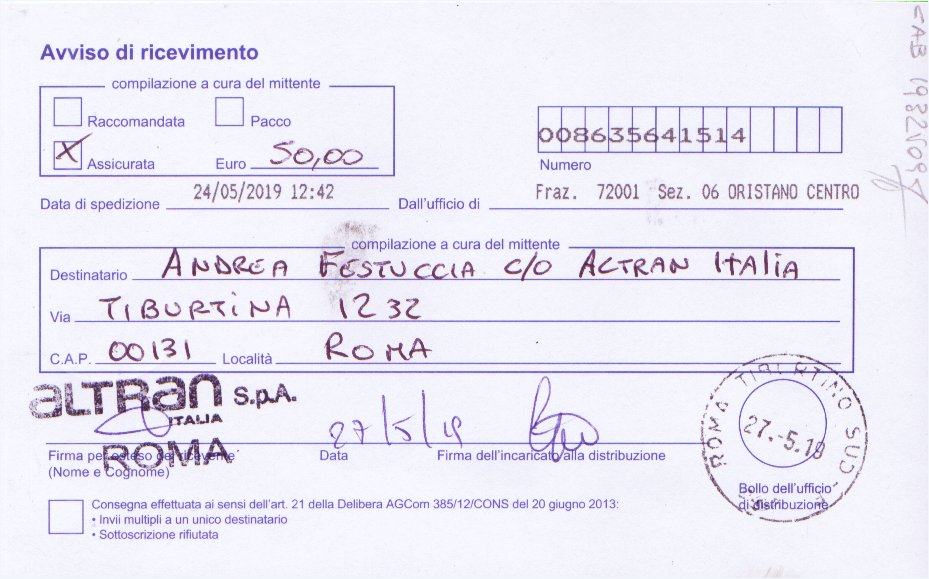 Avviso di ricevimento
compilazione a cura del mittente
Raccomandata Pacco
X Assicurata Euro 50,00
008635641514
Numero
Data di spedizione 24/05/2019 12:42 Dall'ufficio di Fraz. 72001 Sez. 06 ORISTANO CENTRO
compilazione a cura del mittente
Destinatario ANDREA FESTUCCIA C/O ALTRAN ITALIA
Via TIBURTINA 1232
C.A.P. 00131 Località ROMA
ALTRAN S.p.A.
ITALIA
ROMA
27/5/19
Firma per esteso del ricevente Data Firma dell'incaricato alla distribuzione
(Nome e Cognome)
ROMA TIBERTINO SUD
27.-5.19
Bollo dell'ufficio
di distribuzione
Consegna effettuata ai sensi dell'art. 21 della Delibera AGCom 385/12/CONS del 20 giugno 2013:
• Invii multipli a un unico destinatario
• Sottoscrizione rifiutata